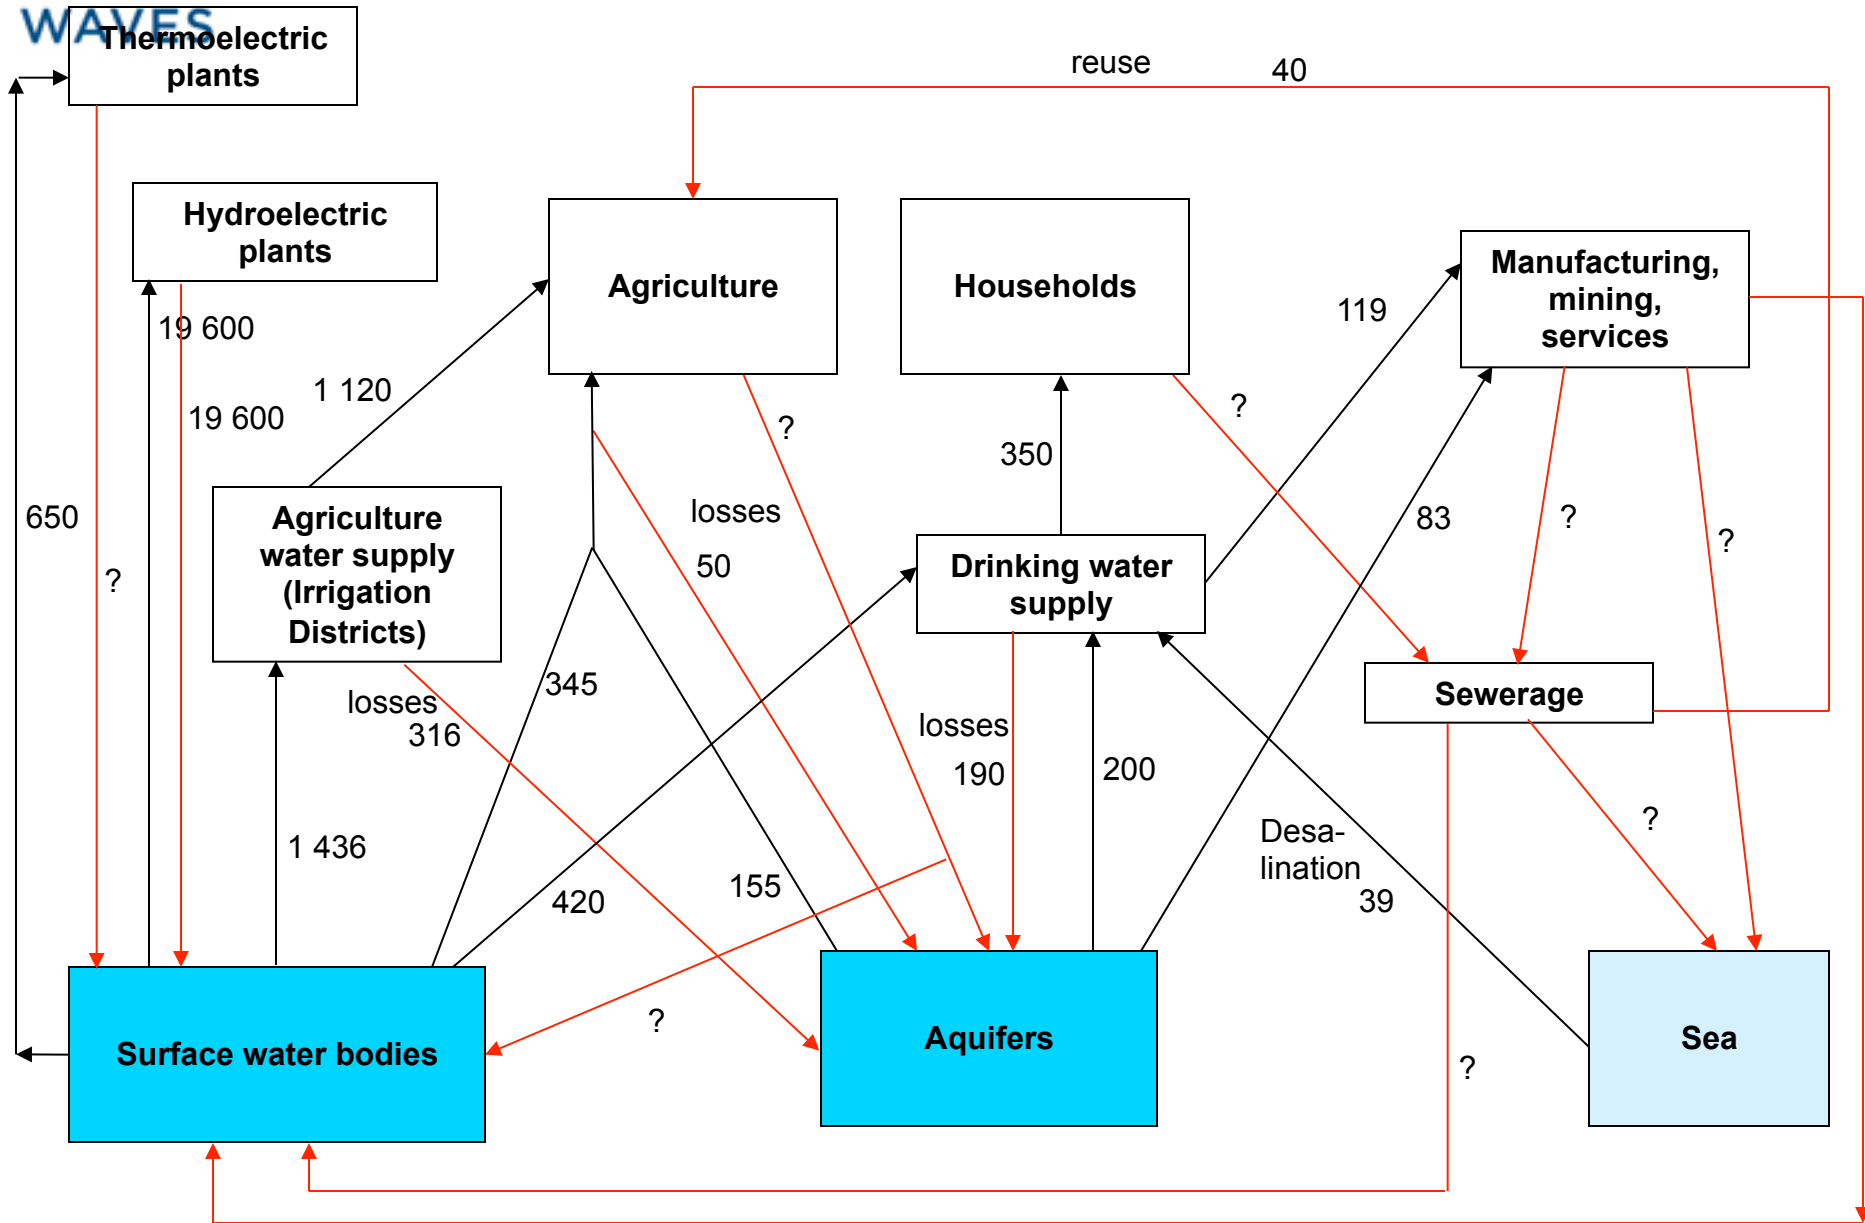 WAVES
Thermoelectric
plants
reuse
40
Hydroelectric
plants
Agriculture
Households
Manufacturing,
mining,
services
19 600
119
1 120
19 600
?
?
350
650
losses
Agriculture
water supply
(Irrigation
Districts)
83
?
?
50
Drinking water
supply
?
345
Sewerage
losses
316
losses
190
200
?
1 436
Desa-
lination
39
155
420
?
Surface water bodies
Aquifers
Sea
?